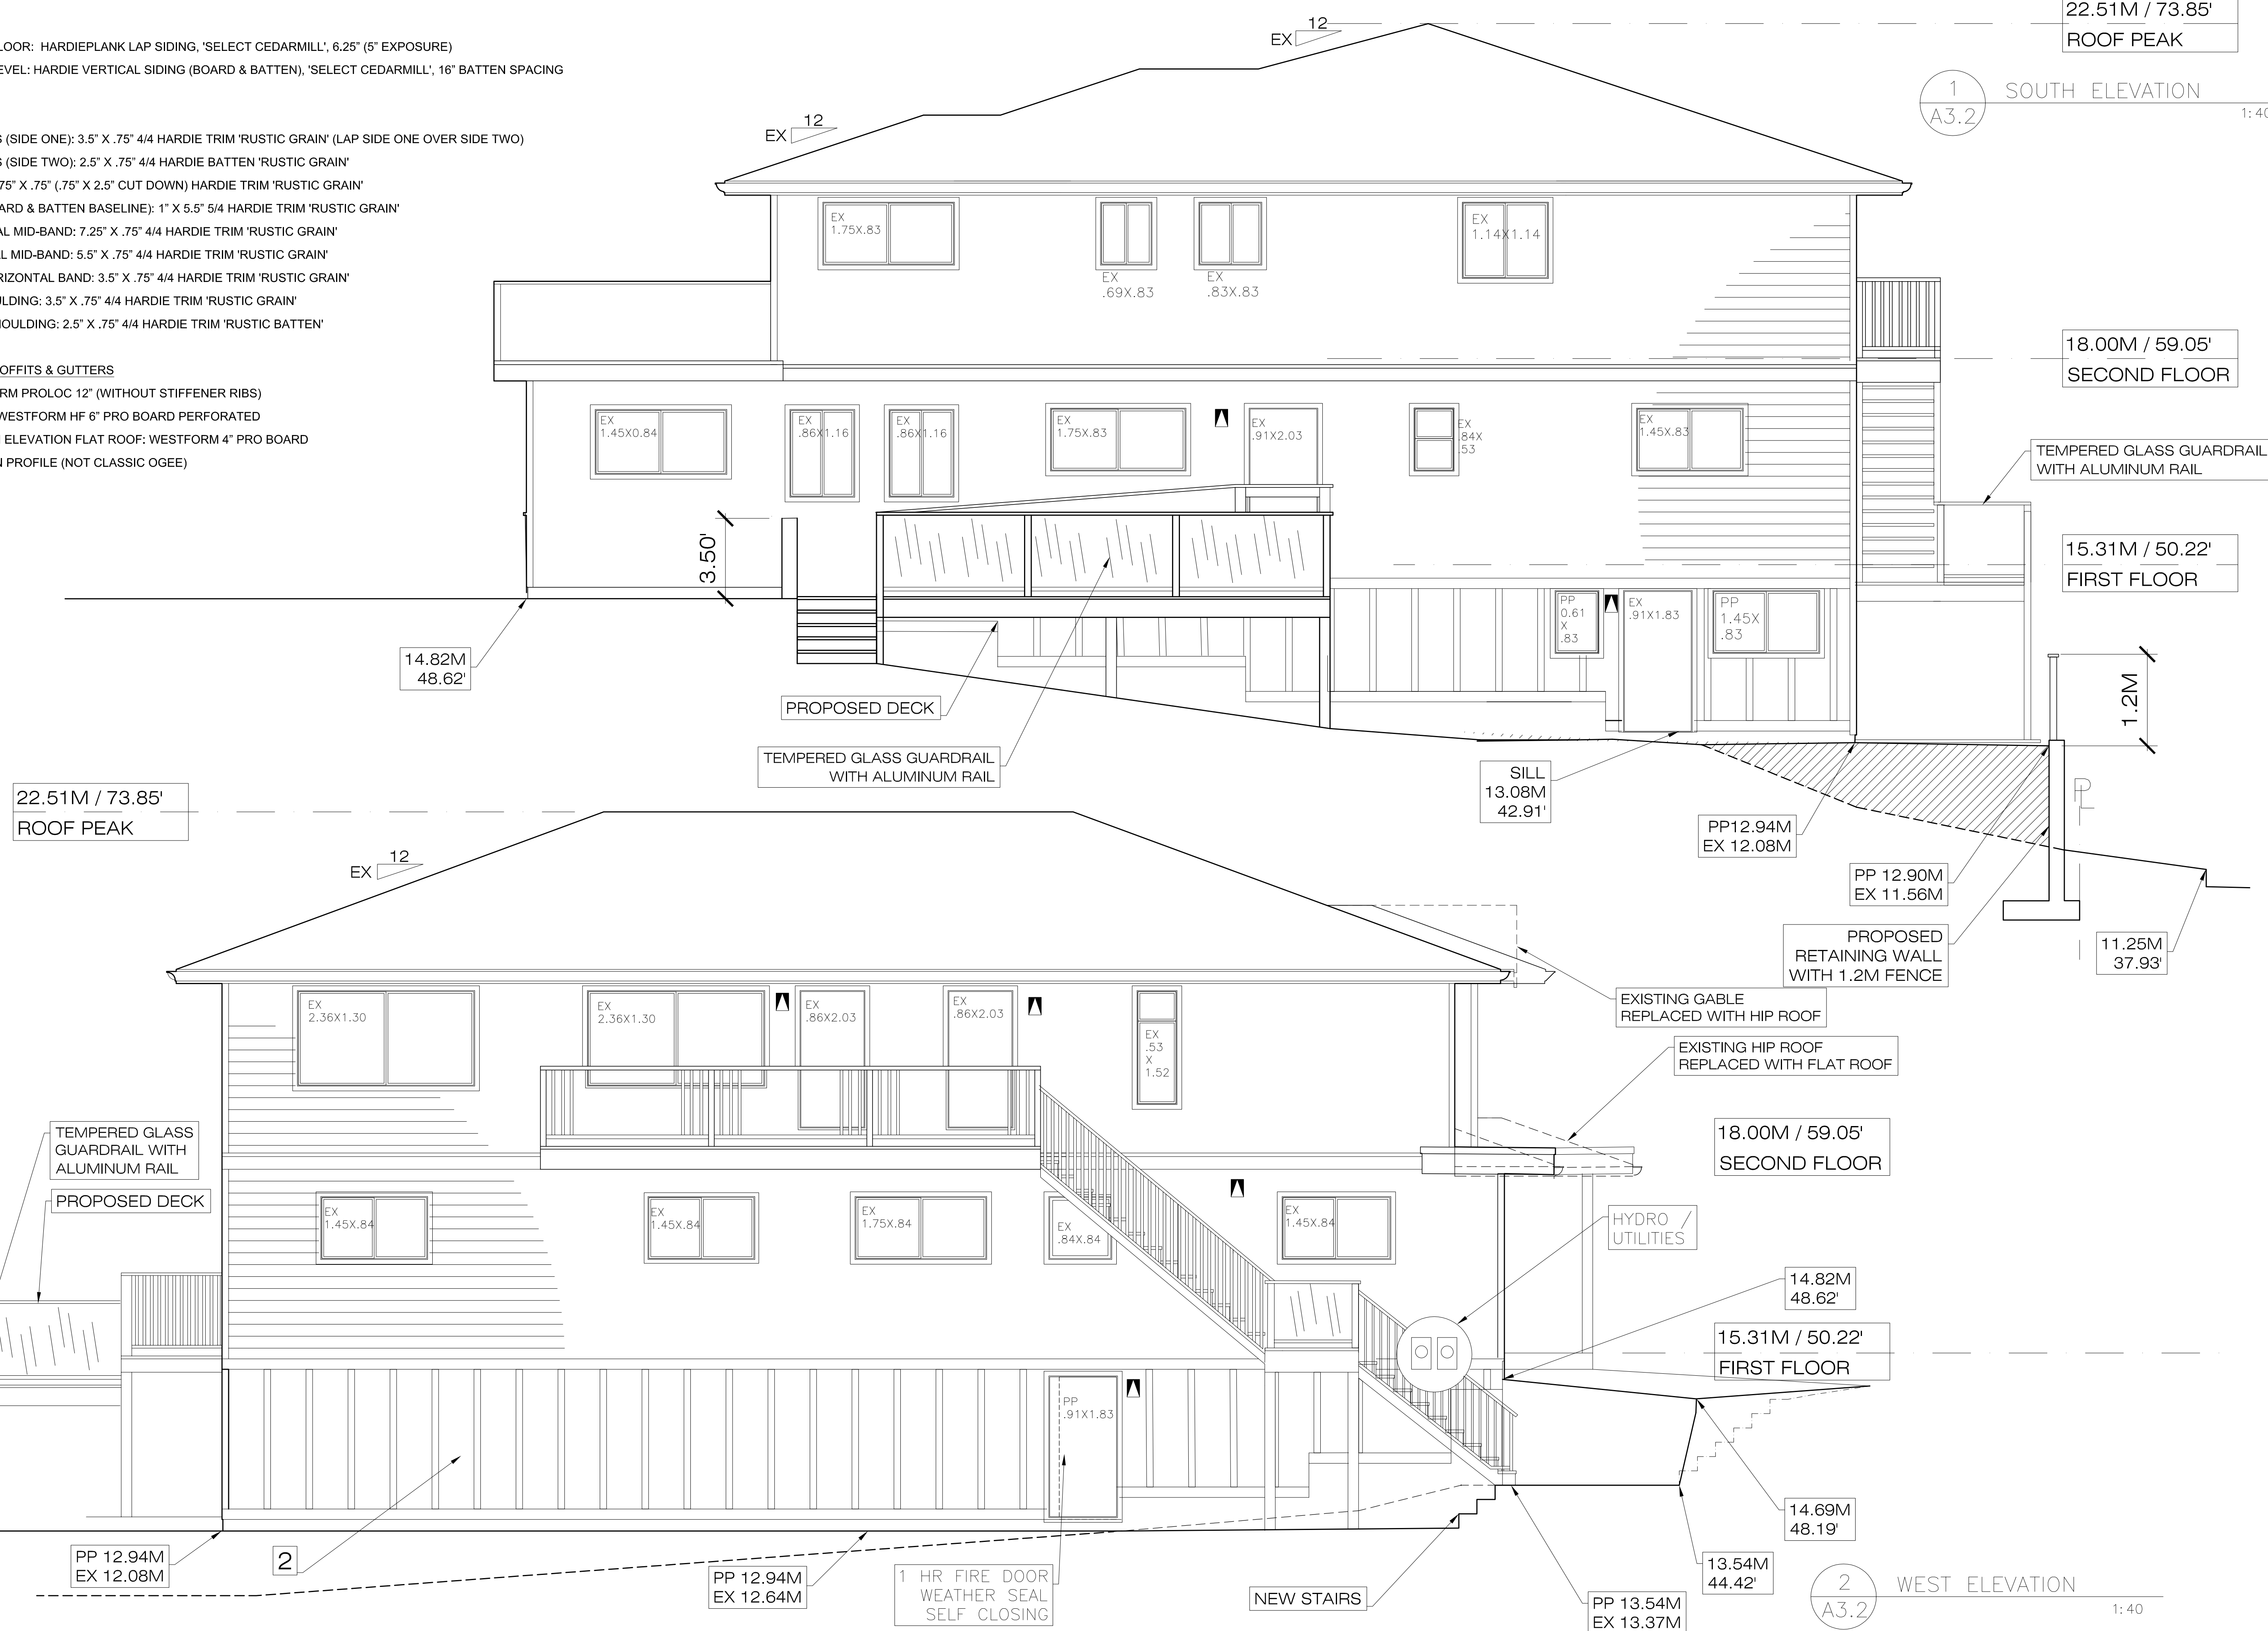 LOOR: HARDIEPLANK LAP SIDING, 'SELECT CEDARMILL', 6.25" (5" EXPOSURE)
EVEL: HARDIE VERTICAL SIDING (BOARD & BATTEN), 'SELECT CEDARMILL', 16" BATTEN SPACING
S (SIDE ONE): 3.5" X .75" 4/4 HARDIE TRIM 'RUSTIC GRAIN' (LAP SIDE ONE OVER SIDE TWO)
S (SIDE TWO): 2.5" X .75" 4/4 HARDIE BATTEN 'RUSTIC GRAIN'
75" X .75" (.75" X 2.5" CUT DOWN) HARDIE TRIM 'RUSTIC GRAIN'
ARD & BATTEN BASELINE): 1" X 5.5" 5/4 HARDIE TRIM 'RUSTIC GRAIN'
AL MID-BAND: 7.25" X .75" 4/4 HARDIE TRIM 'RUSTIC GRAIN'
L MID-BAND: 5.5" X .75" 4/4 HARDIE TRIM 'RUSTIC GRAIN'
RIZONTAL BAND: 3.5" X .75" 4/4 HARDIE TRIM 'RUSTIC GRAIN'
ULDING: 3.5" X .75" 4/4 HARDIE TRIM 'RUSTIC GRAIN'
MOULDING: 2.5" X .75" 4/4 HARDIE TRIM 'RUSTIC BATTEN'
OFFITS & GUTTERS
RM PROLOC 12" (WITHOUT STIFFENER RIBS)
WESTFORM HF 6" PRO BOARD PERFORATED
ELEVATION FLAT ROOF: WESTFORM 4" PRO BOARD
N PROFILE (NOT CLASSIC OGEE)
12
EX
12
EX
22.51M / 73.85'
ROOF PEAK
1
A3.2
SOUTH ELEVATION
1:40
EX
1.75X.83
EX
.69X.83
EX
.83X.83
EX
1.14X1.14
18.00M / 59.05'
SECOND FLOOR
EX
1.45X0.84
EX
.86X1.16
EX
.86X1.16
EX
1.75X.83
EX
.91X2.03
EX
.84X
.53
EX
1.45X.83
TEMPERED GLASS GUARDRAIL
WITH ALUMINUM RAIL
15.31M / 50.22'
FIRST FLOOR
3.50'
PP
0.61
X
.83
EX
.91X1.83
PP
1.45X
.83
14.82M
48.62'
PROPOSED DECK
TEMPERED GLASS GUARDRAIL
WITH ALUMINUM RAIL
1.2M
SILL
13.08M
42.91'
PL
PP12.94M
EX 12.08M
PP 12.90M
EX 11.56M
PROPOSED
RETAINING WALL
WITH 1.2M FENCE
11.25M
37.93'
22.51M / 73.85'
ROOF PEAK
12
EX
EXISTING GABLE
REPLACED WITH HIP ROOF
EXISTING HIP ROOF
REPLACED WITH FLAT ROOF
EX
2.36X1.30
EX
2.36X1.30
EX
.86X2.03
EX
.86X2.03
EX
.53
X
1.52
TEMPERED GLASS
GUARDRAIL WITH
ALUMINUM RAIL
PROPOSED DECK
18.00M / 59.05'
SECOND FLOOR
EX
1.45X.84
EX
1.45X.84
EX
1.75X.84
EX
.84X.84
EX
1.45X.84
HYDRO /
UTILITIES
14.82M
48.62'
15.31M / 50.22'
FIRST FLOOR
PP
.91X1.83
14.69M
48.19'
PP 12.94M
EX 12.08M
2
PP 12.94M
EX 12.64M
1 HR FIRE DOOR
WEATHER SEAL
SELF CLOSING
NEW STAIRS
PP 13.54M
EX 13.37M
13.54M
44.42'
2
A3.2
WEST ELEVATION
1:40